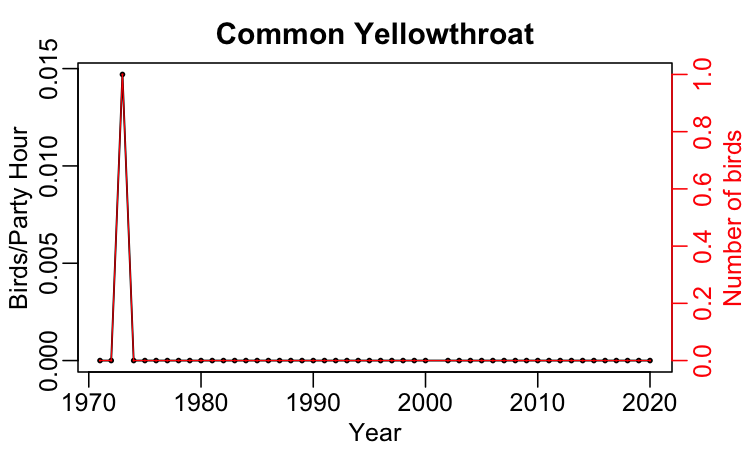 Common Yellowthroat
Birds/Party Hour
0.015
0.010
0.005
0.000
1.0
0.8
0.6
0.4
0.2
0.0
Number of birds
1970 1980 1990 2000 2010 2020
Year